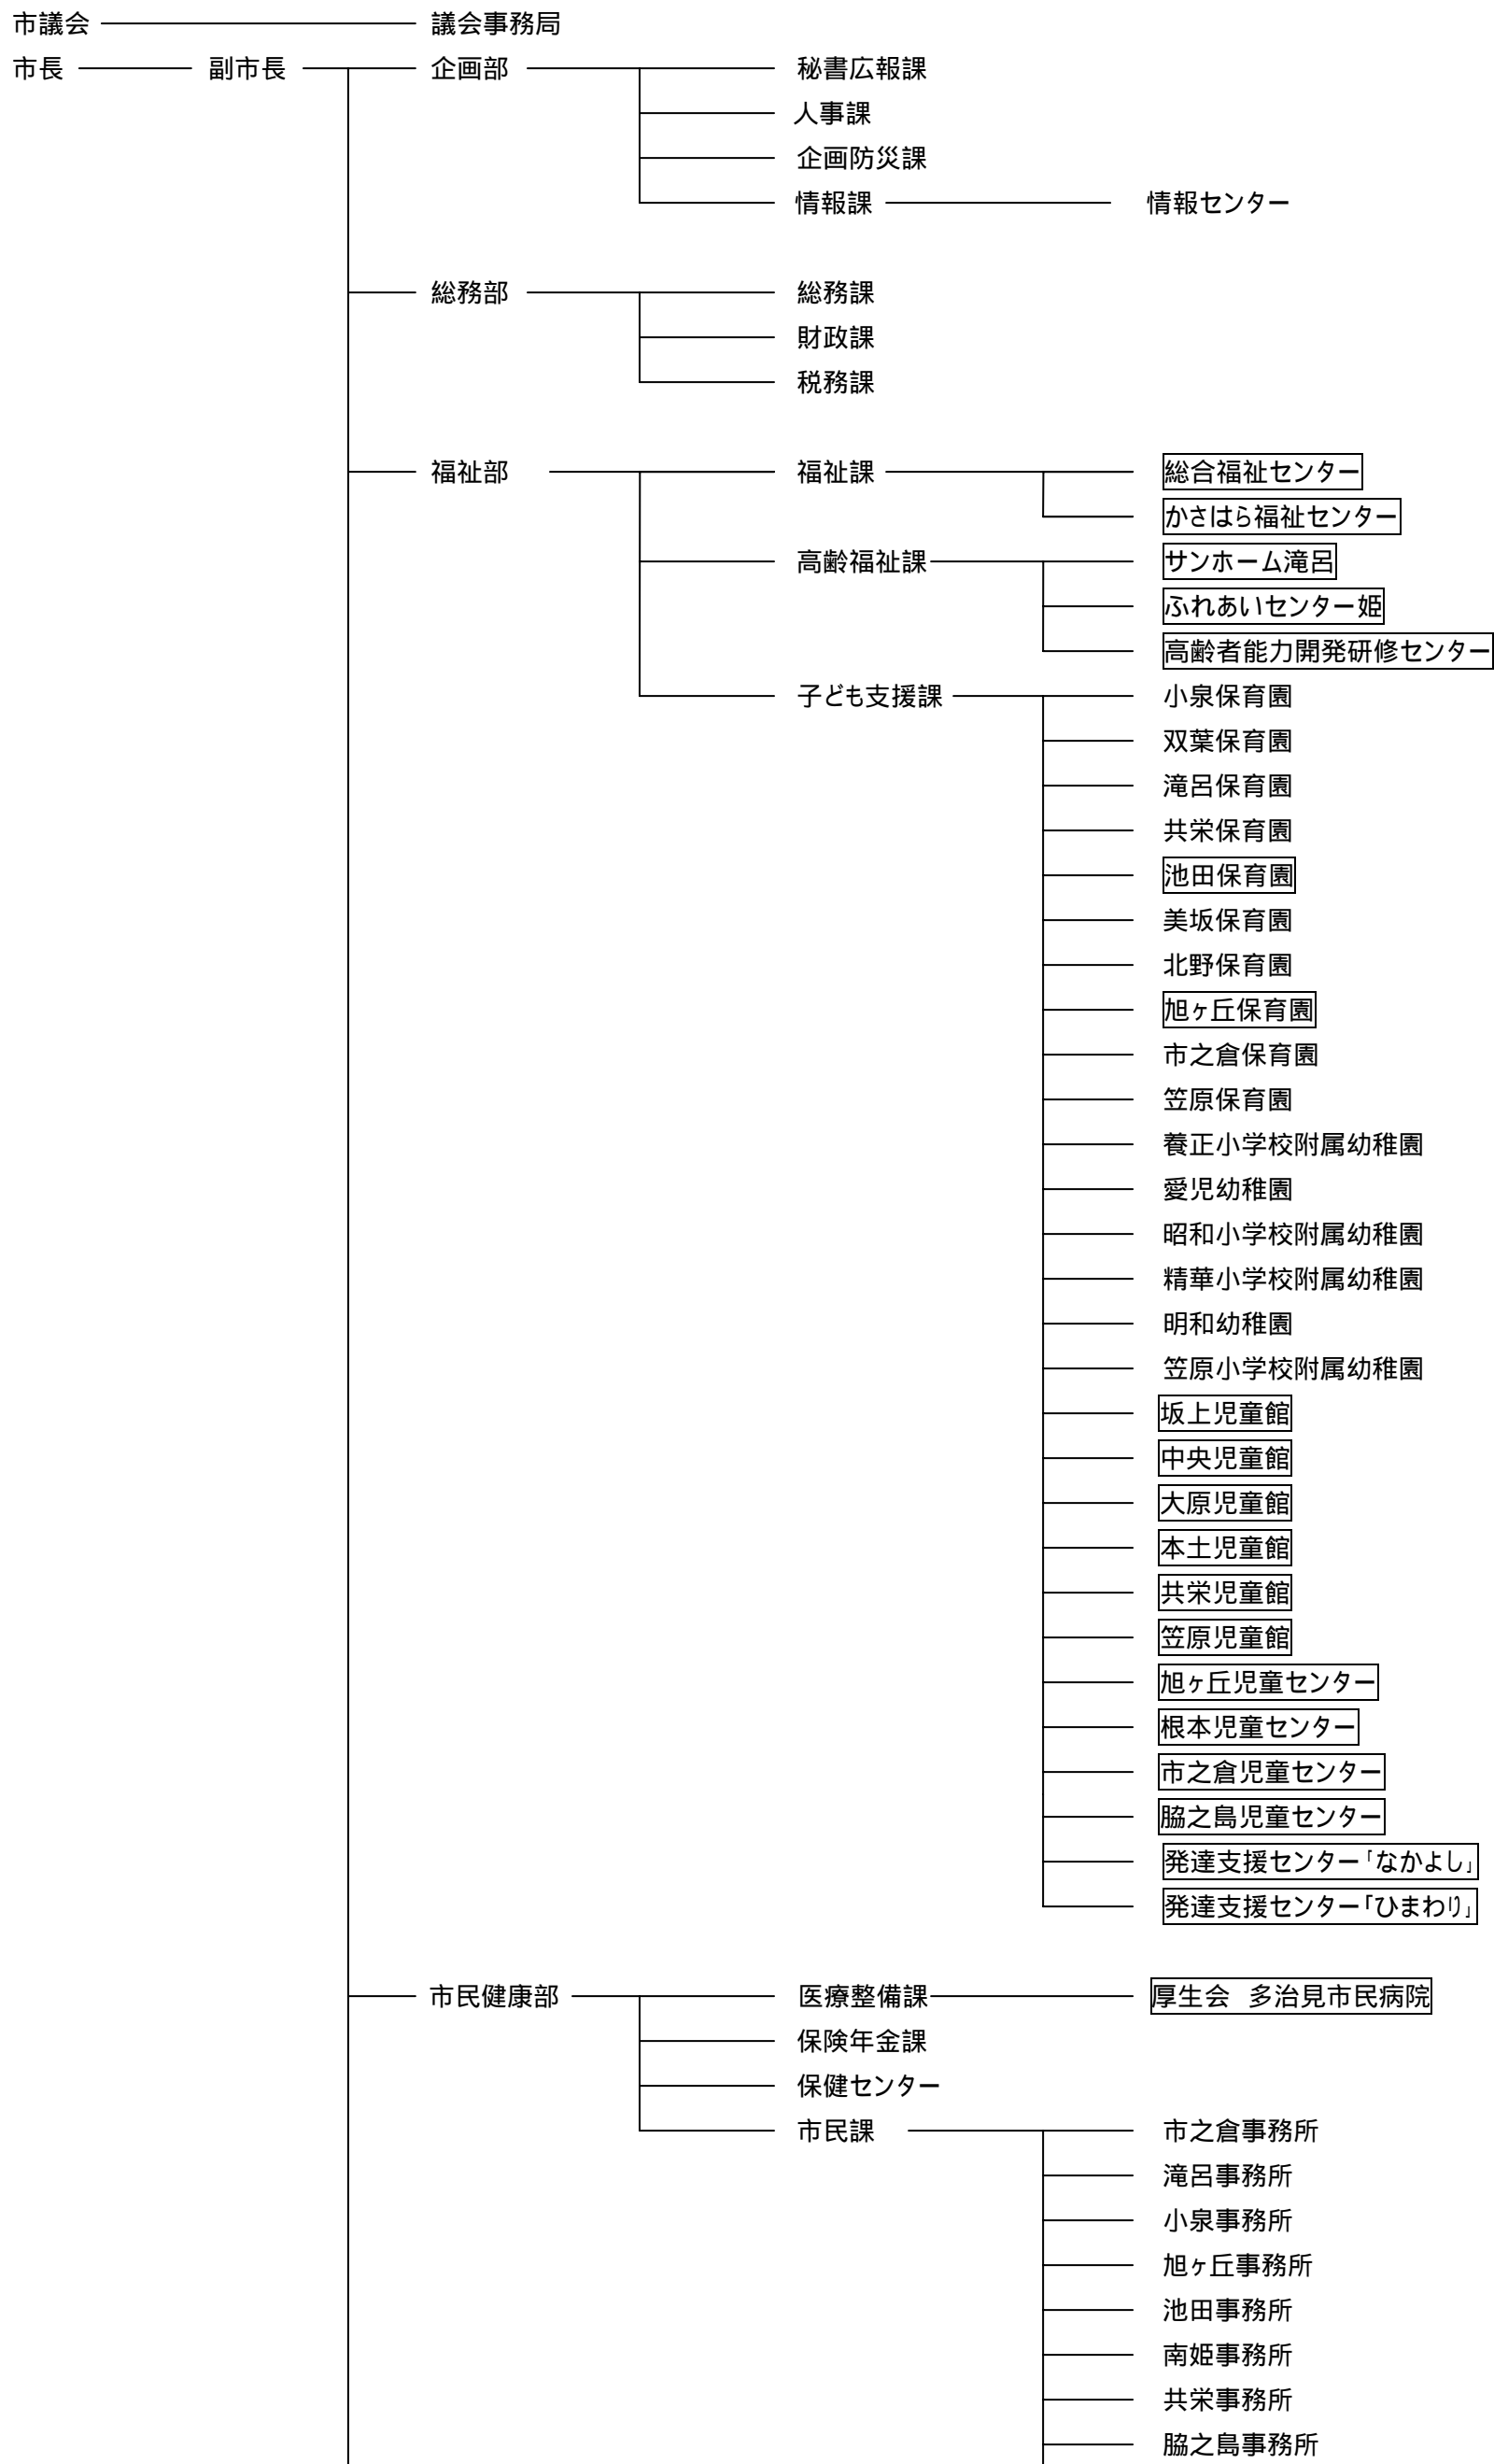 市議会 議会事務局
市長 副市長 企画部 秘書広報課
人事課
企画防災課
情報課 情報センター
総務部 総務課
財政課
税務課
福祉部 福祉課 総合福祉センター
かさはら福祉センター
高齢福祉課 サンホーム滝呂
ふれあいセンター姫
高齢者能力開発研修センター
子ども支援課 小泉保育園
双葉保育園
滝呂保育園
共栄保育園
池田保育園
美坂保育園
北野保育園
旭ヶ丘保育園
市之倉保育園
笠原保育園
養正小学校附属幼稚園
愛児幼稚園
昭和小学校附属幼稚園
精華小学校附属幼稚園
明和幼稚園
笠原小学校附属幼稚園
坂上児童館
中央児童館
大原児童館
本土児童館
共栄児童館
笠原児童館
旭ヶ丘児童センター
根本児童センター
市之倉児童センター
脇之島児童センター
発達支援センター「なかよし」
発達支援センター「ひまわり」
市民健康部 医療整備課 厚生会 多治見市民病院
保険年金課
保健センター
市民課 市之倉事務所
滝呂事務所
小泉事務所
旭ヶ丘事務所
池田事務所
南姫事務所
共栄事務所
脇之島事務所